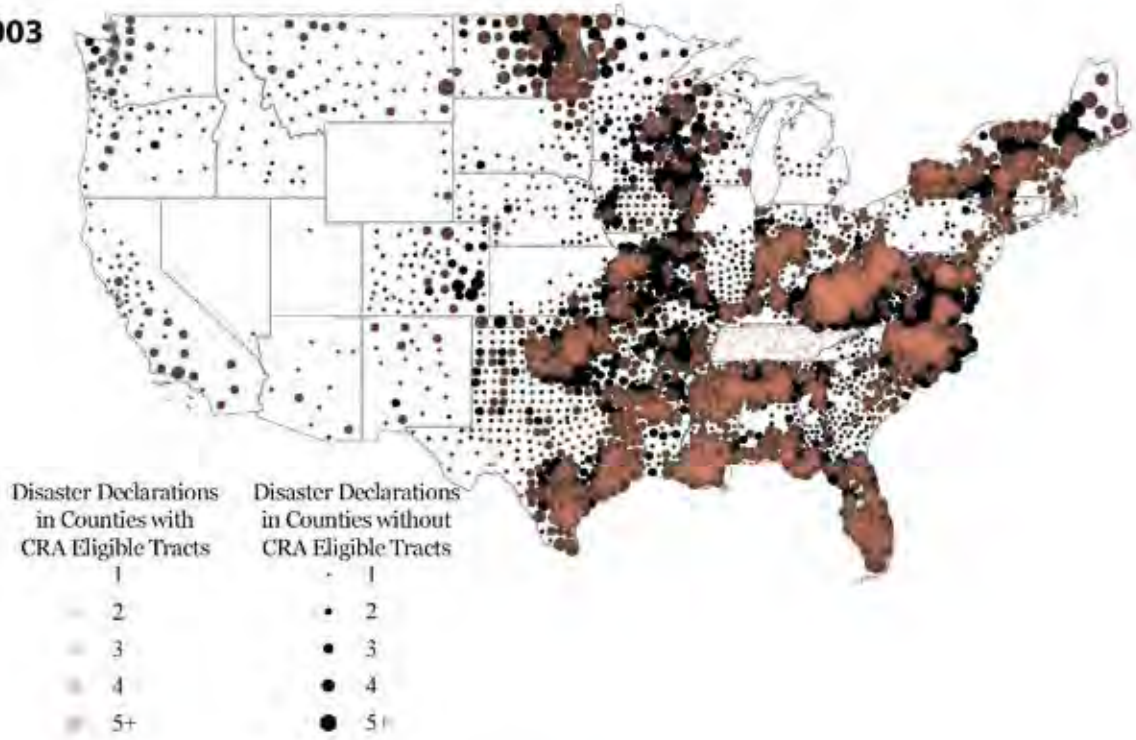 003
Disaster Declarations
in Counties with
CRA Eligible Tracts
1
2
3
4
5+
Disaster Declarations
in Counties without
CRA Eligible Tracts
1
2
3
4
5+